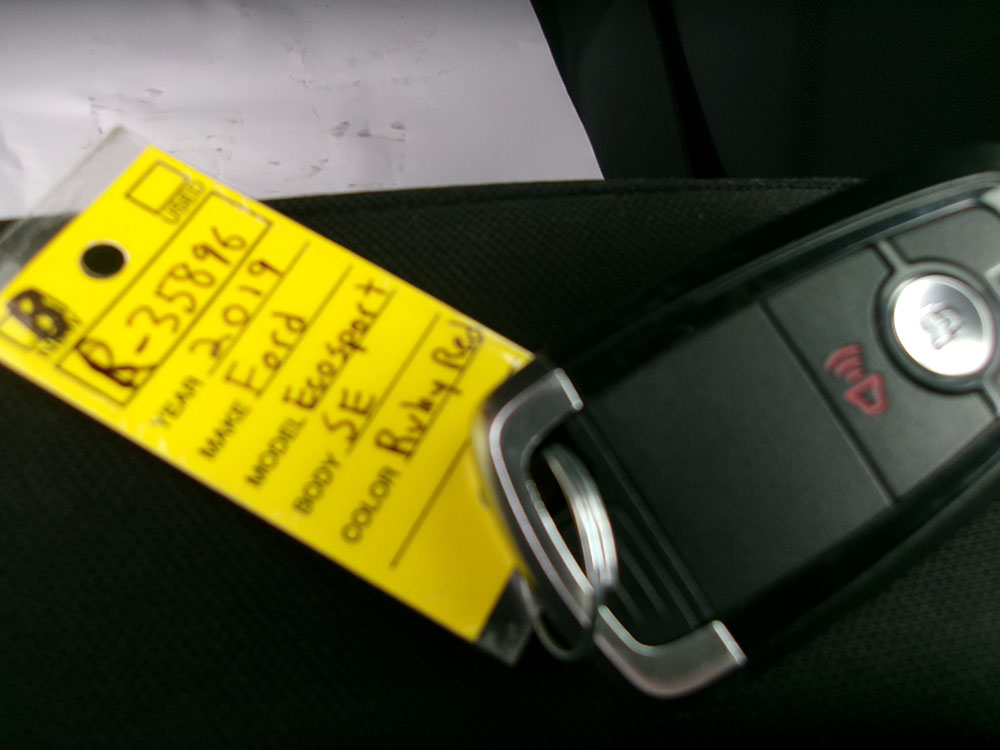 USED
R-35896
YEAR 2019
MAKE Ford
MODEL Ecosport
BODY SE
COLOR Ruby Red